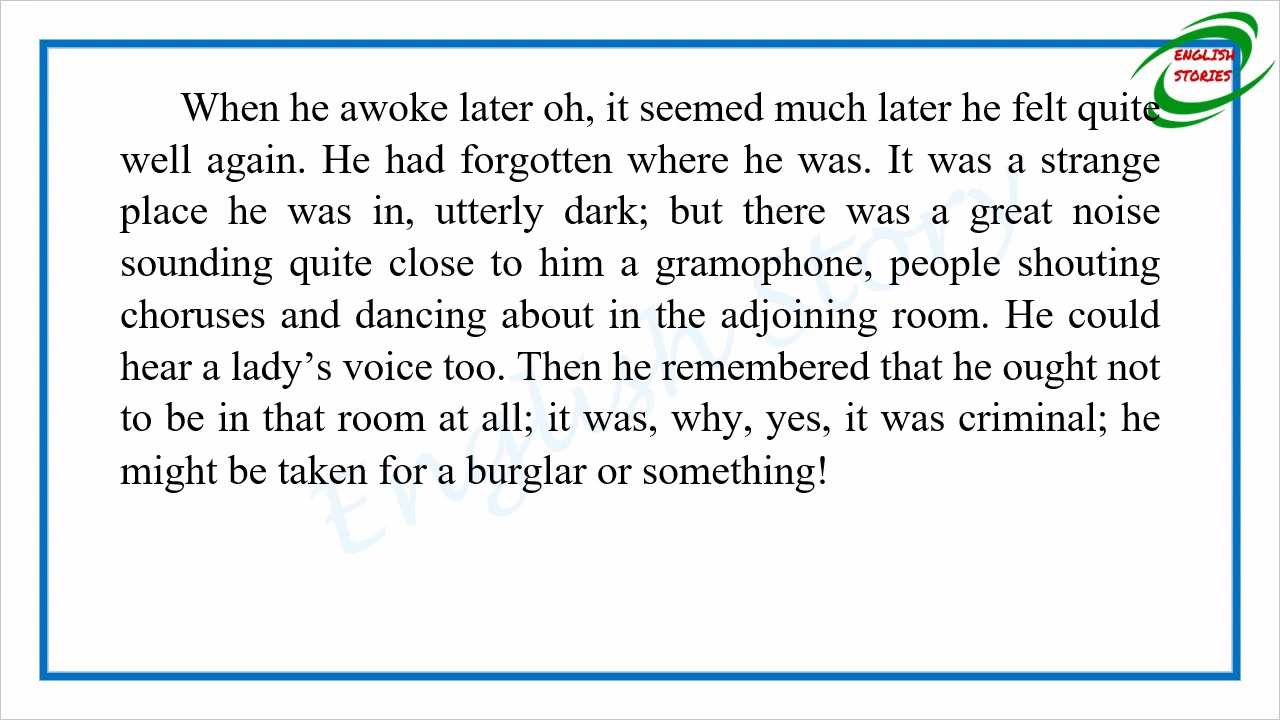 ENGLISH
STORIES
When he awoke later oh, it seemed much later he felt quite
well again. He had forgotten where he was. It was a strange
place he was in, utterly dark; but there was a great noise
sounding quite close to him a gramophone, people shouting
choruses and dancing about in the adjoining room. He could
hear a lady’s voice too. Then he remembered that he ought not
to be in that room at all; it was, why, yes, it was criminal; he
might be taken for a burglar or something!
English Story